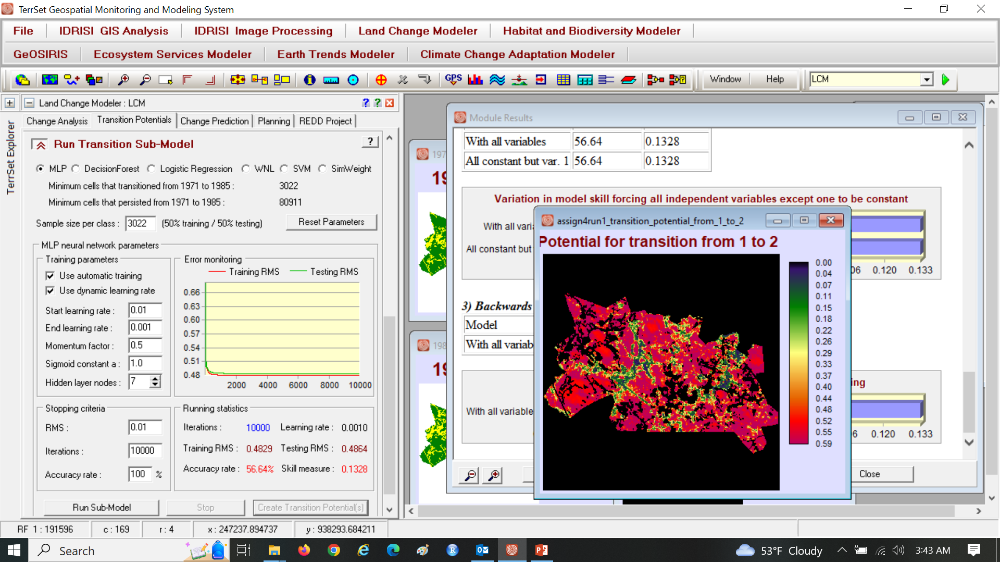 TerrSet Geospatial Monitoring and Modeling System
File
IDRISI GIS Analysis
IDRISI Image Processing
Land Change Modeler
Habitat and Biodiversity Modeler
GeOSIRIS
Ecosystem Services Modeler
Earth Trends Modeler
Climate Change Adaptation Modeler
GPS
Window
Help
LCM
TerrSet Explorer
Land Change Modeler : LCM
Change Analysis
Transition Potentials
Change Prediction
Planning
REDD Project
Run Transition Sub-Model
?
MLP
DecisionForest
Logistic Regression
WNL
SVM
SimWeight
Minimum cells that transitioned from 1971 to 1985 : 3022
Minimum cells that persisted from 1971 to 1985 : 80911
Sample size per class : 3022 (50% training / 50% testing)
Reset Parameters
MLP neural network parameters
Training parameters
Use automatic training
Use dynamic learning rate
Start learning rate : 0.01
End learning rate : 0.001
Momentum factor : 0.5
Sigmoid constant a : 1.0
Hidden layer nodes : 7
Error monitoring
Training RMS
Testing RMS
0.66
0.63
0.60
0.57
0.54
0.51
0.48
2000 4000 6000 8000 10000
Stopping criteria
RMS : 0.01
Iterations : 10000
Accuracy rate : 100 %
Running statistics
Iterations : 10000 Learning rate : 0.0010
Training RMS : 0.4829 Testing RMS : 0.4864
Accuracy rate : 56.64% Skill measure : 0.1328
Run Sub-Model
Stop
Create Transition Potential(s)
197
19
198
19
Module Results
With all variables 56.64 0.1328
All constant but var. 1 56.64 0.1328
Variation in model skill forcing all independent variables except one to be constant
With all vari
All constant but
06 0.120 0.133
3) Backwards
Model
With all variab
ing
With all variable
6 0.120 0.133
Close
assign4run1_transition_potential_from_1_to_2
Potential for transition from 1 to 2
0.00
0.04
0.07
0.11
0.15
0.18
0.22
0.26
0.29
0.33
0.37
0.40
0.44
0.48
0.52
0.55
0.59
RF 1 : 191596
c : 169
r : 4
x : 247237.894737
y : 938293.684211
Search
53°F Cloudy
3:43 AM